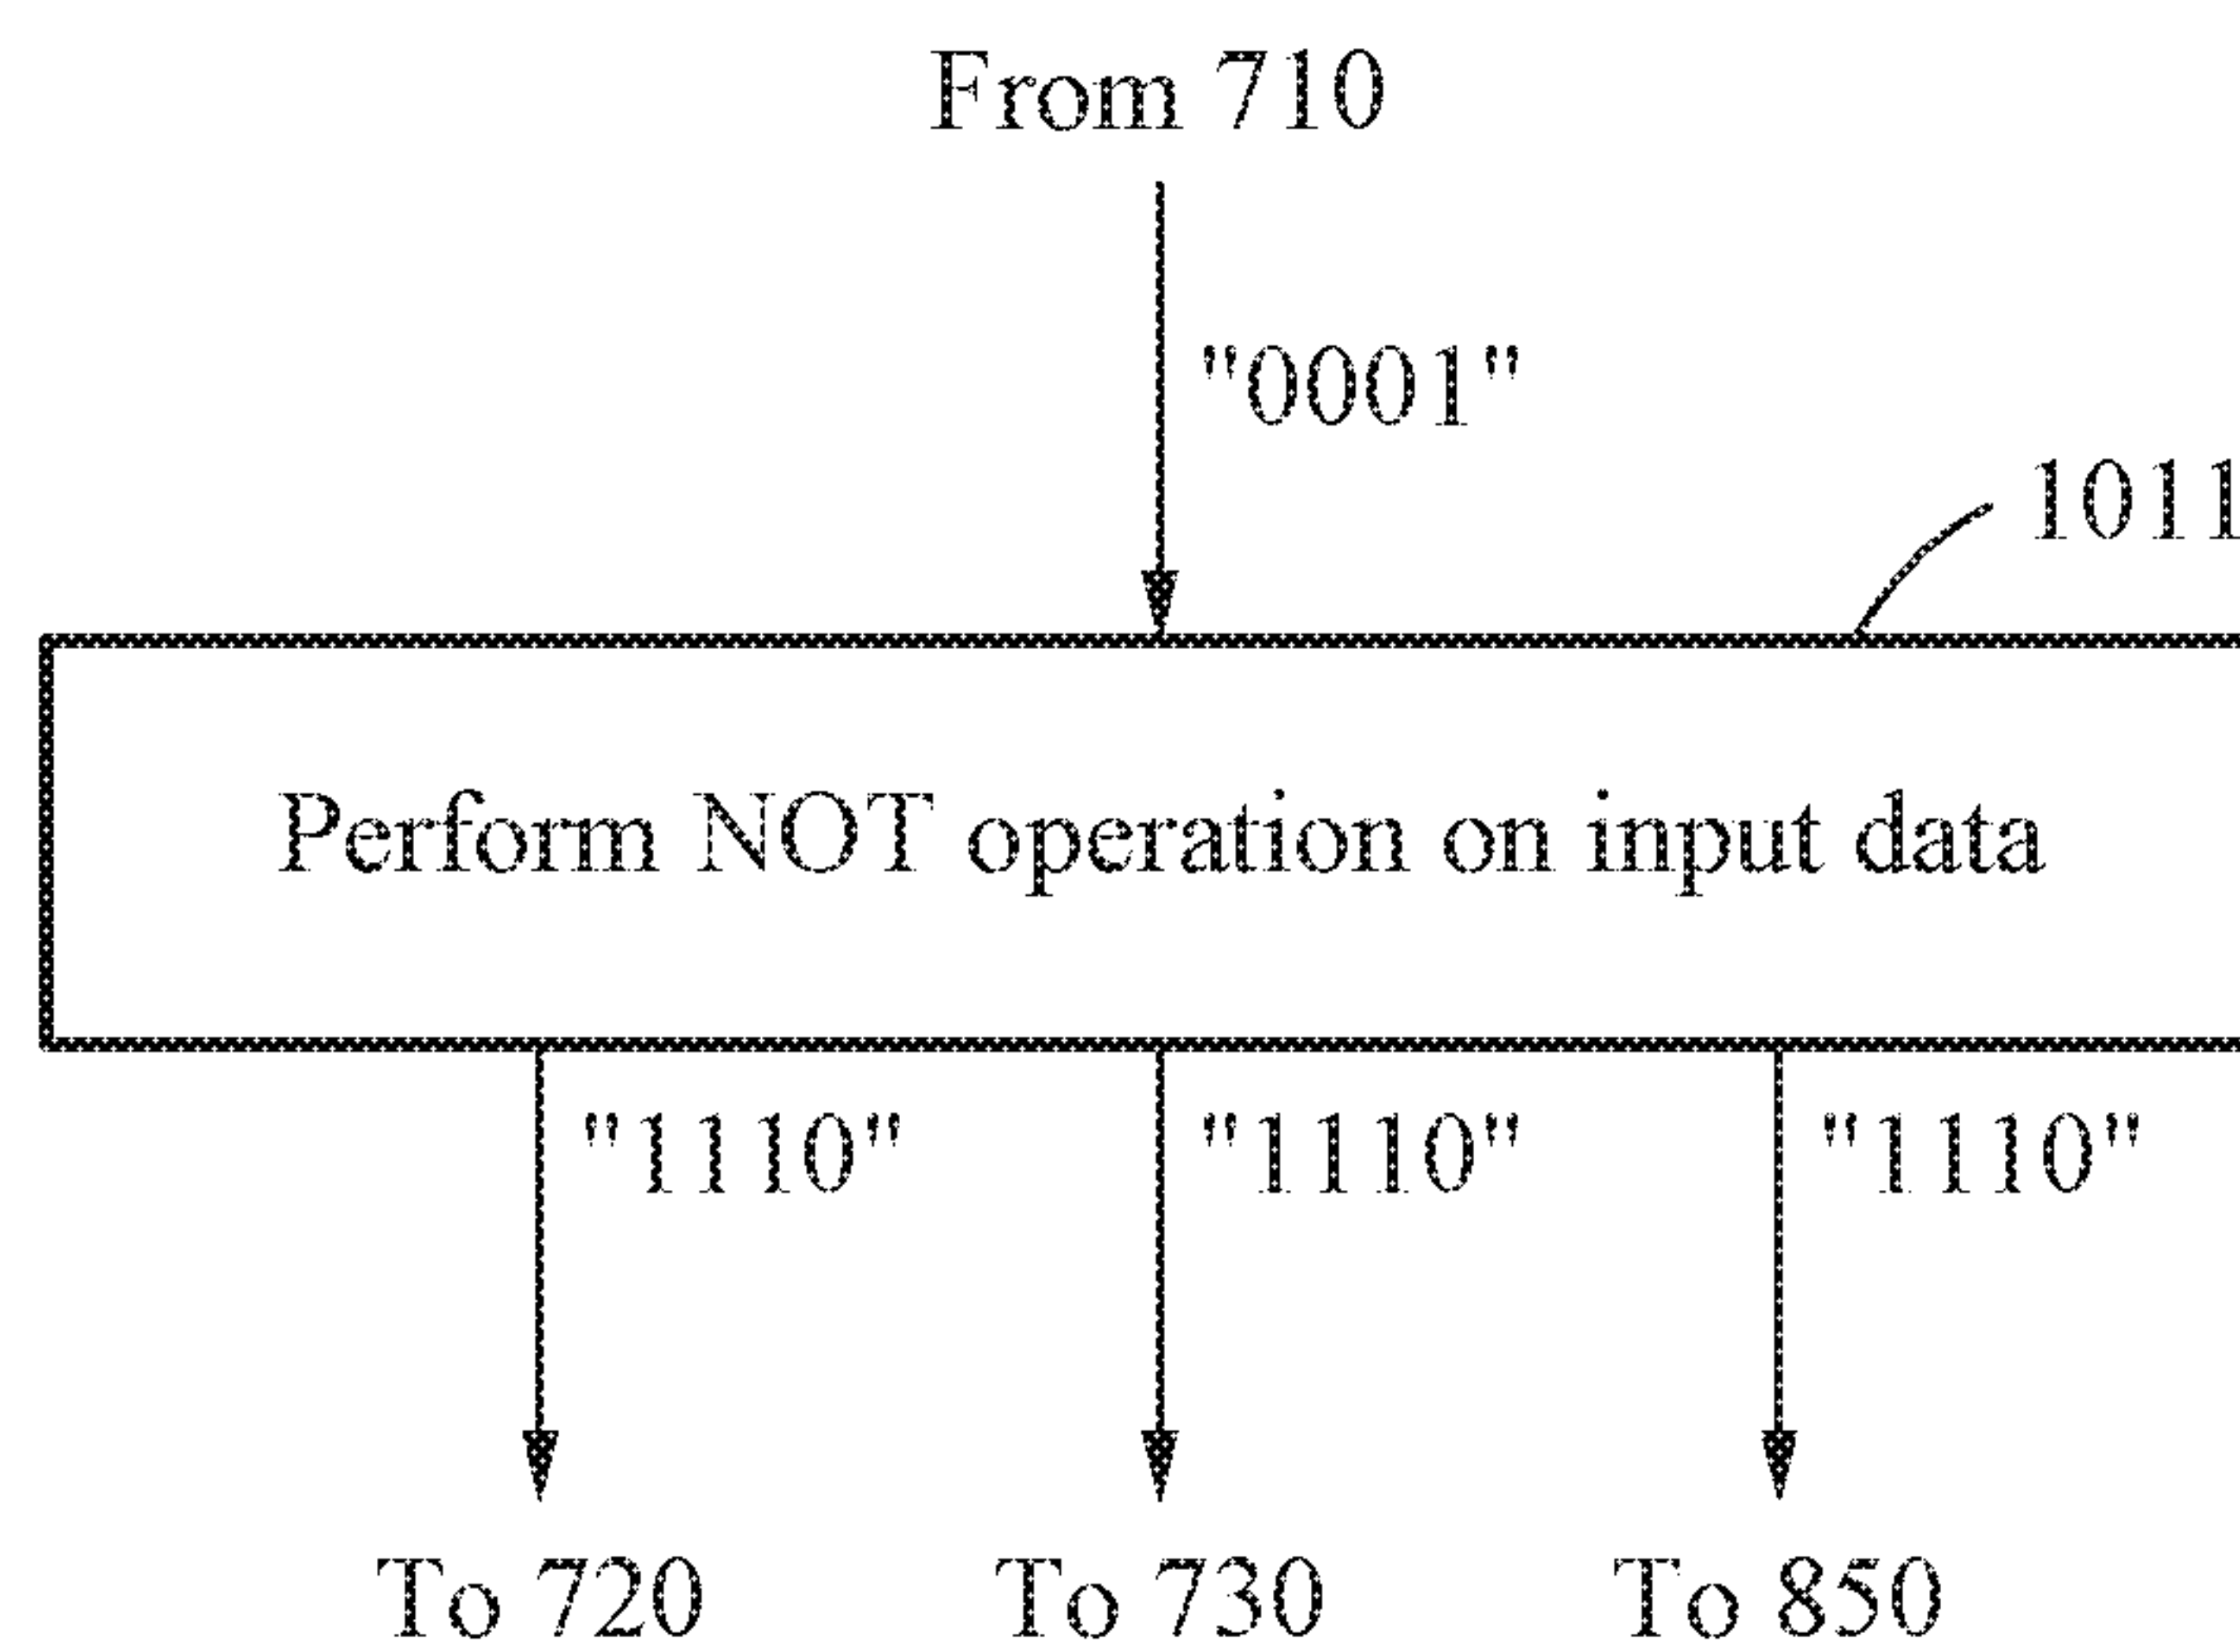 From 710
"0001"
1011
Perform NOT operation on input data
"1110" "1110" "1110"
To 720 To 730 To 850